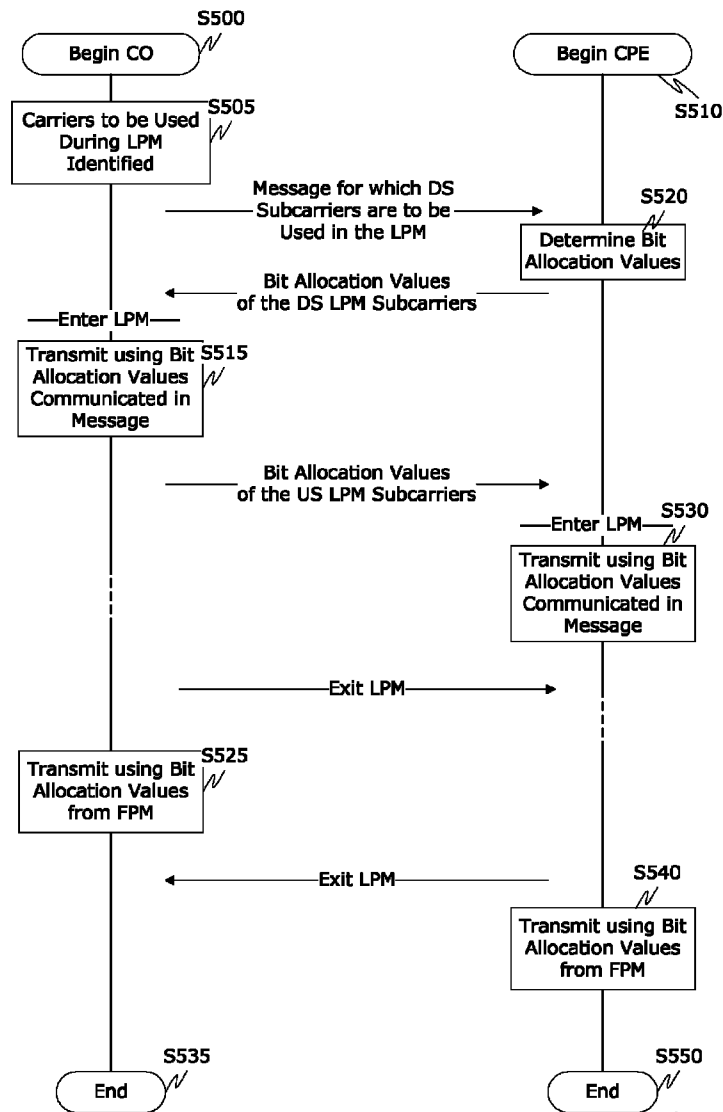 S500
Begin CO
Begin CPE
S510
S505
Carriers to be Used
During LPM
Identified
Message for which DS
Subcarriers are to be
Used in the LPM
S520
Determine Bit
Allocation Values
Bit Allocation Values
of the DS LPM Subcarriers
Enter LPM
S515
Transmit using Bit
Allocation Values
Communicated in
Message
Bit Allocation Values
of the US LPM Subcarriers
S530
Enter LPM
Transmit using Bit
Allocation Values
Communicated in
Message
Exit LPM
S525
Transmit using Bit
Allocation Values
from FPM
Exit LPM
S540
Transmit using Bit
Allocation Values
from FPM
S535
End
S550
End